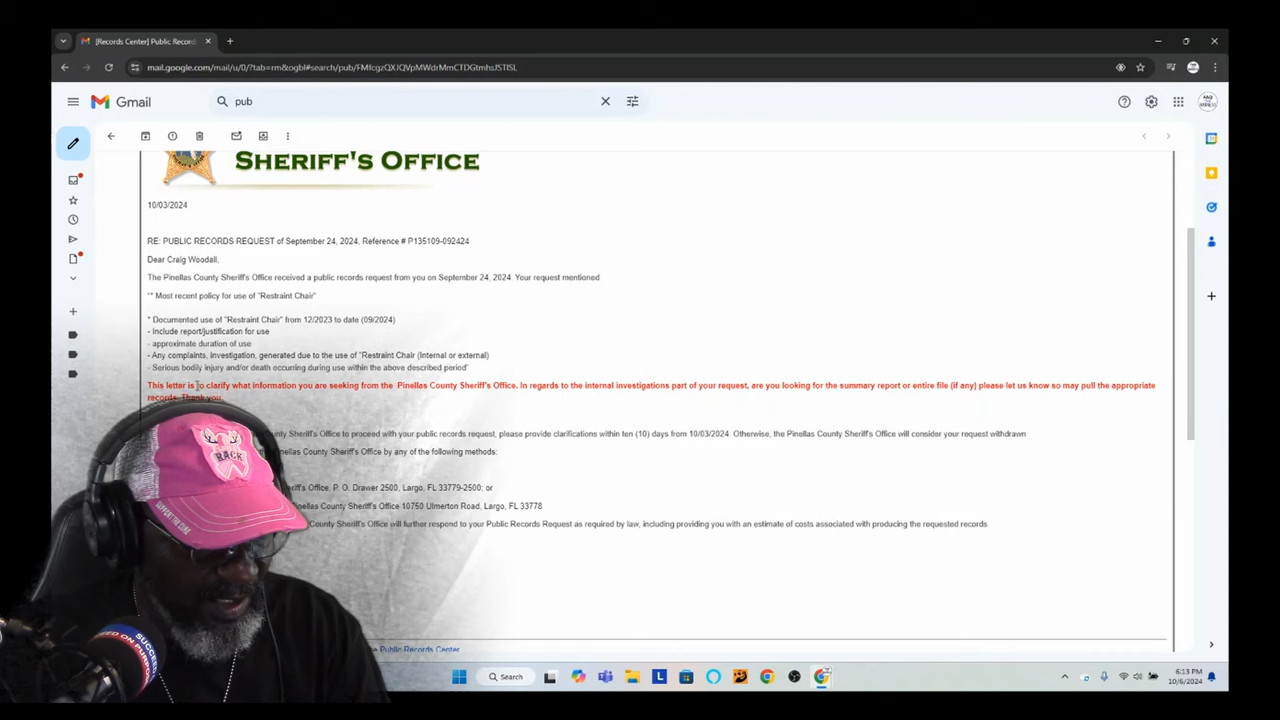 [Records Center] Public Record
mail.google.com/mail/u/0/?tab=rm&ogbl#search/pub/FMfcgzQXJQVpMWdrMmCTDGtmhsJSTlSL
Gmail
pub
SHERIFF'S OFFICE
10/03/2024
RE: PUBLIC RECORDS REQUEST of September 24, 2024, Reference # P135109-092424
Dear Craig Woodall,
The Pinellas County Sheriff's Office received a public records request from you on September 24, 2024. Your request mentioned
"* Most recent policy for use of "Restraint Chair"
* Documented use of "Restraint Chair" from 12/2023 to date (09/2024)
- Include report/justification for use
- approximate duration of use
- Any complaints, investigation, generated due to the use of "Restraint Chair (Internal or external)
- Serious bodily injury and/or death occurring during use within the above described period"
This letter is to clarify what information you are seeking from the Pinellas County Sheriff's Office. In regards to the internal investigations part of your request, are you looking for the summary report or entire file (if any) please let us know so may pull the appropriate
records. Thank you.
County Sheriff's Office to proceed with your public records request, please provide clarifications within ten (10) days from 10/03/2024. Otherwise, the Pinellas County Sheriff's Office will consider your request withdrawn
Pinellas County Sheriff's Office by any of the following methods:
Office, P. O. Drawer 2500, Largo, FL 33779-2500; or
Pinellas County Sheriff's Office 10750 Ulmerton Road, Largo, FL 33778
County Sheriff's Office will further respond to your Public Records Request as required by law, including providing you with an estimate of costs associated with producing the requested records.
Public Records Center
RACK
ON PURPOSE
SUCCEED
Search
6:13 PM
10/6/2024